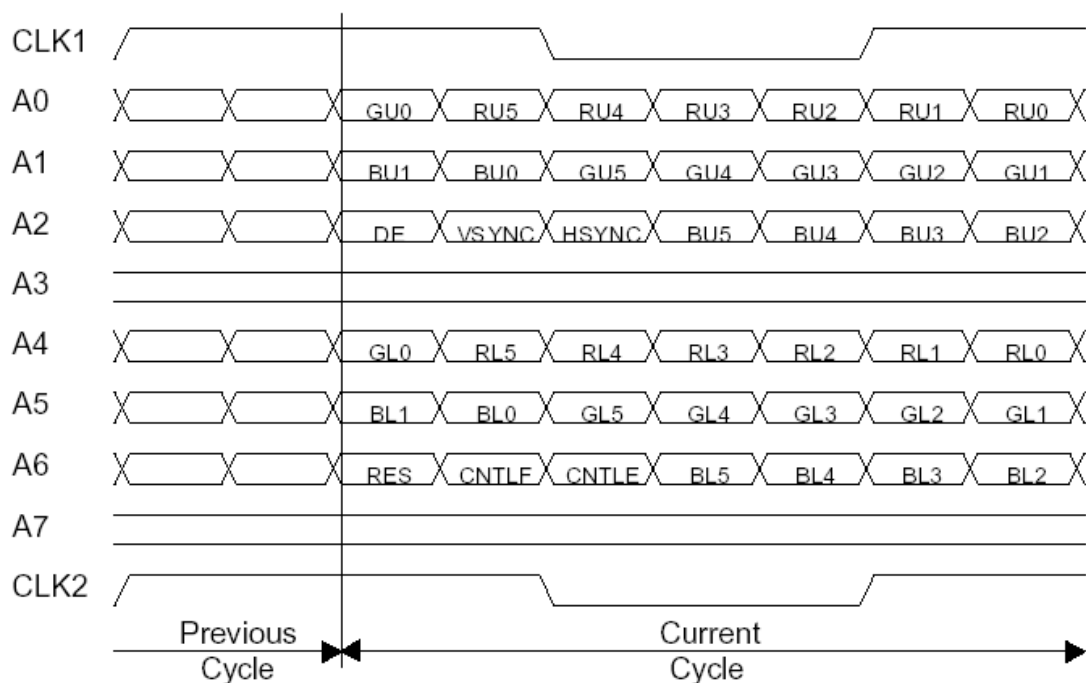 CLK1
A0 GU0 RU5 RU4 RU3 RU2 RU1 RU0
A1 BU1 BU0 GU5 GU4 GU3 GU2 GU1
A2 DE VSYNC HSYNC BU5 BU4 BU3 BU2
A3
A4 GL0 RL5 RL4 RL3 RL2 RL1 RL0
A5 BL1 BL0 GL5 GL4 GL3 GL2 GL1
A6 RES CNTLF CNTLE BL5 BL4 BL3 BL2
A7
CLK2
Previous Current
Cycle Cycle